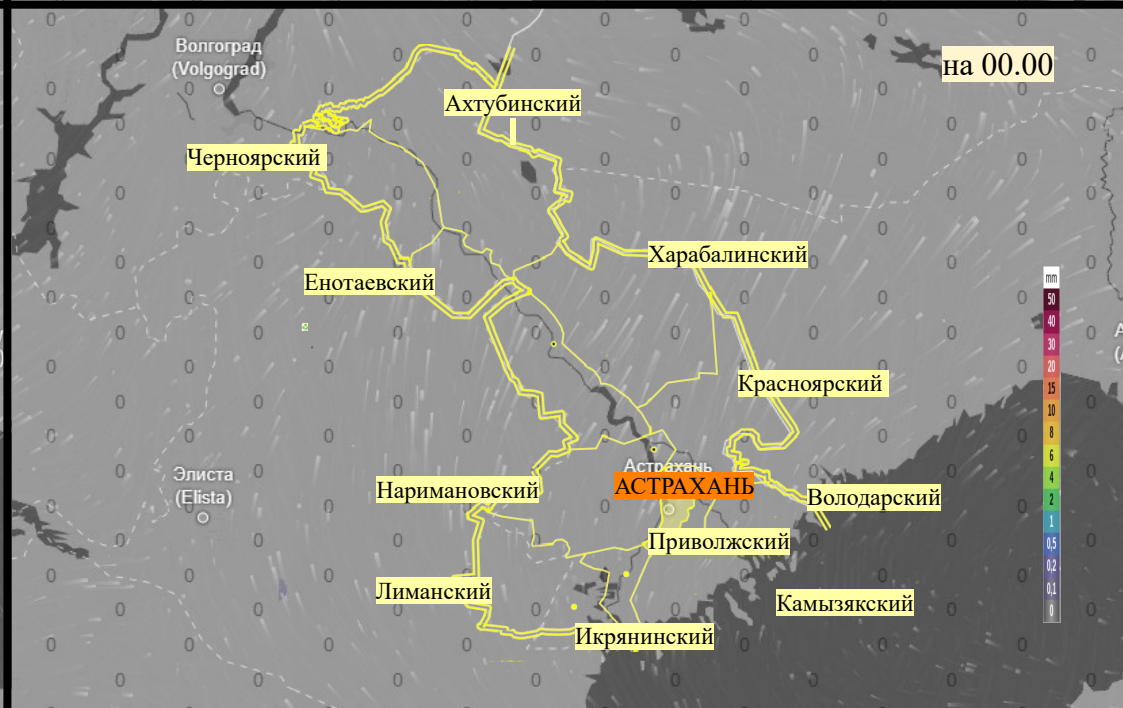 Волгоград
(Volgograd)
на 00.00
Ахтубинский
Черноярский
Харабалинский
Енотаевский
mm
50
40
30
20
15
10
8
6
4
2
1
0,5
0,2
0,1
0
Красноярский
Астрахань
АСТРАХАНЬ
Элиста
(Elista)
Наримановский
Володарский
Приволжский
Лиманский
Камызякский
Икрянинский